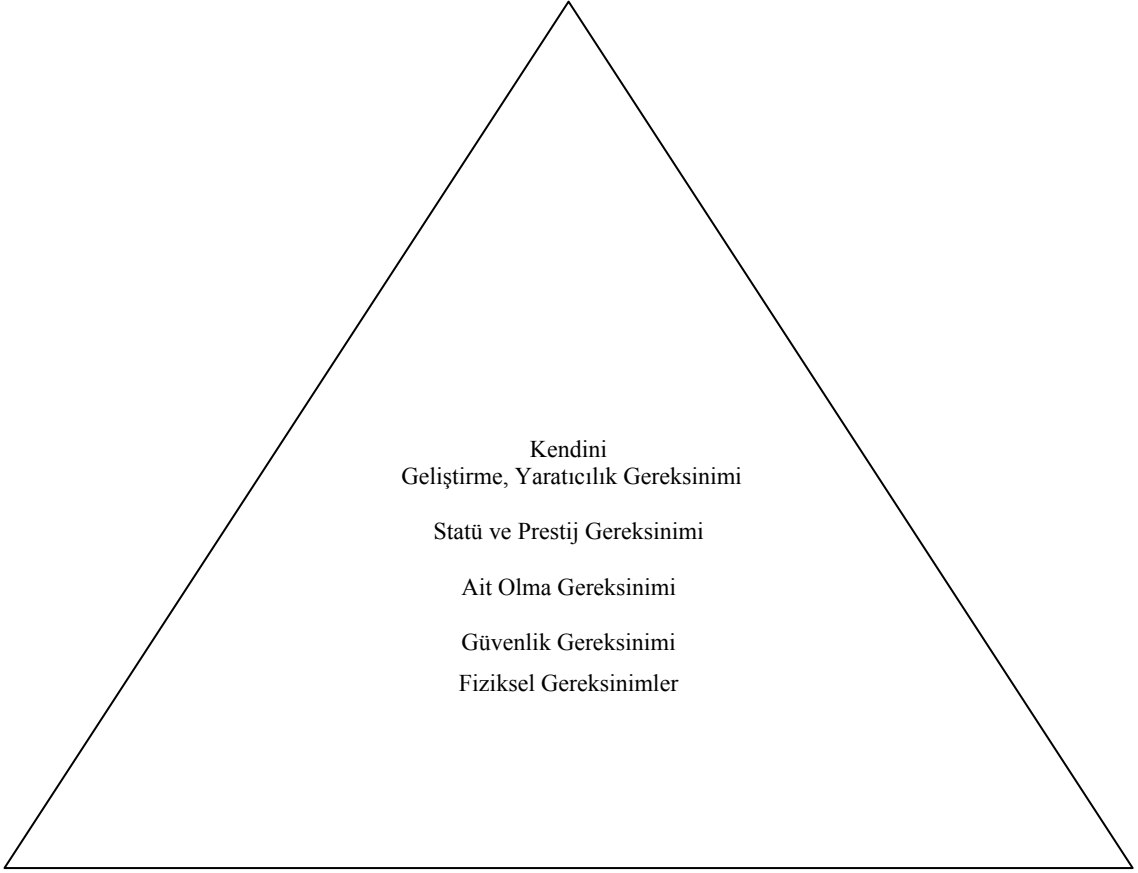 Kendini
Geliştirme, Yaratıcılık Gereksinimi
Statü ve Prestij Gereksinimi
Ait Olma Gereksinimi
Güvenlik Gereksinimi
Fiziksel Gereksinimler